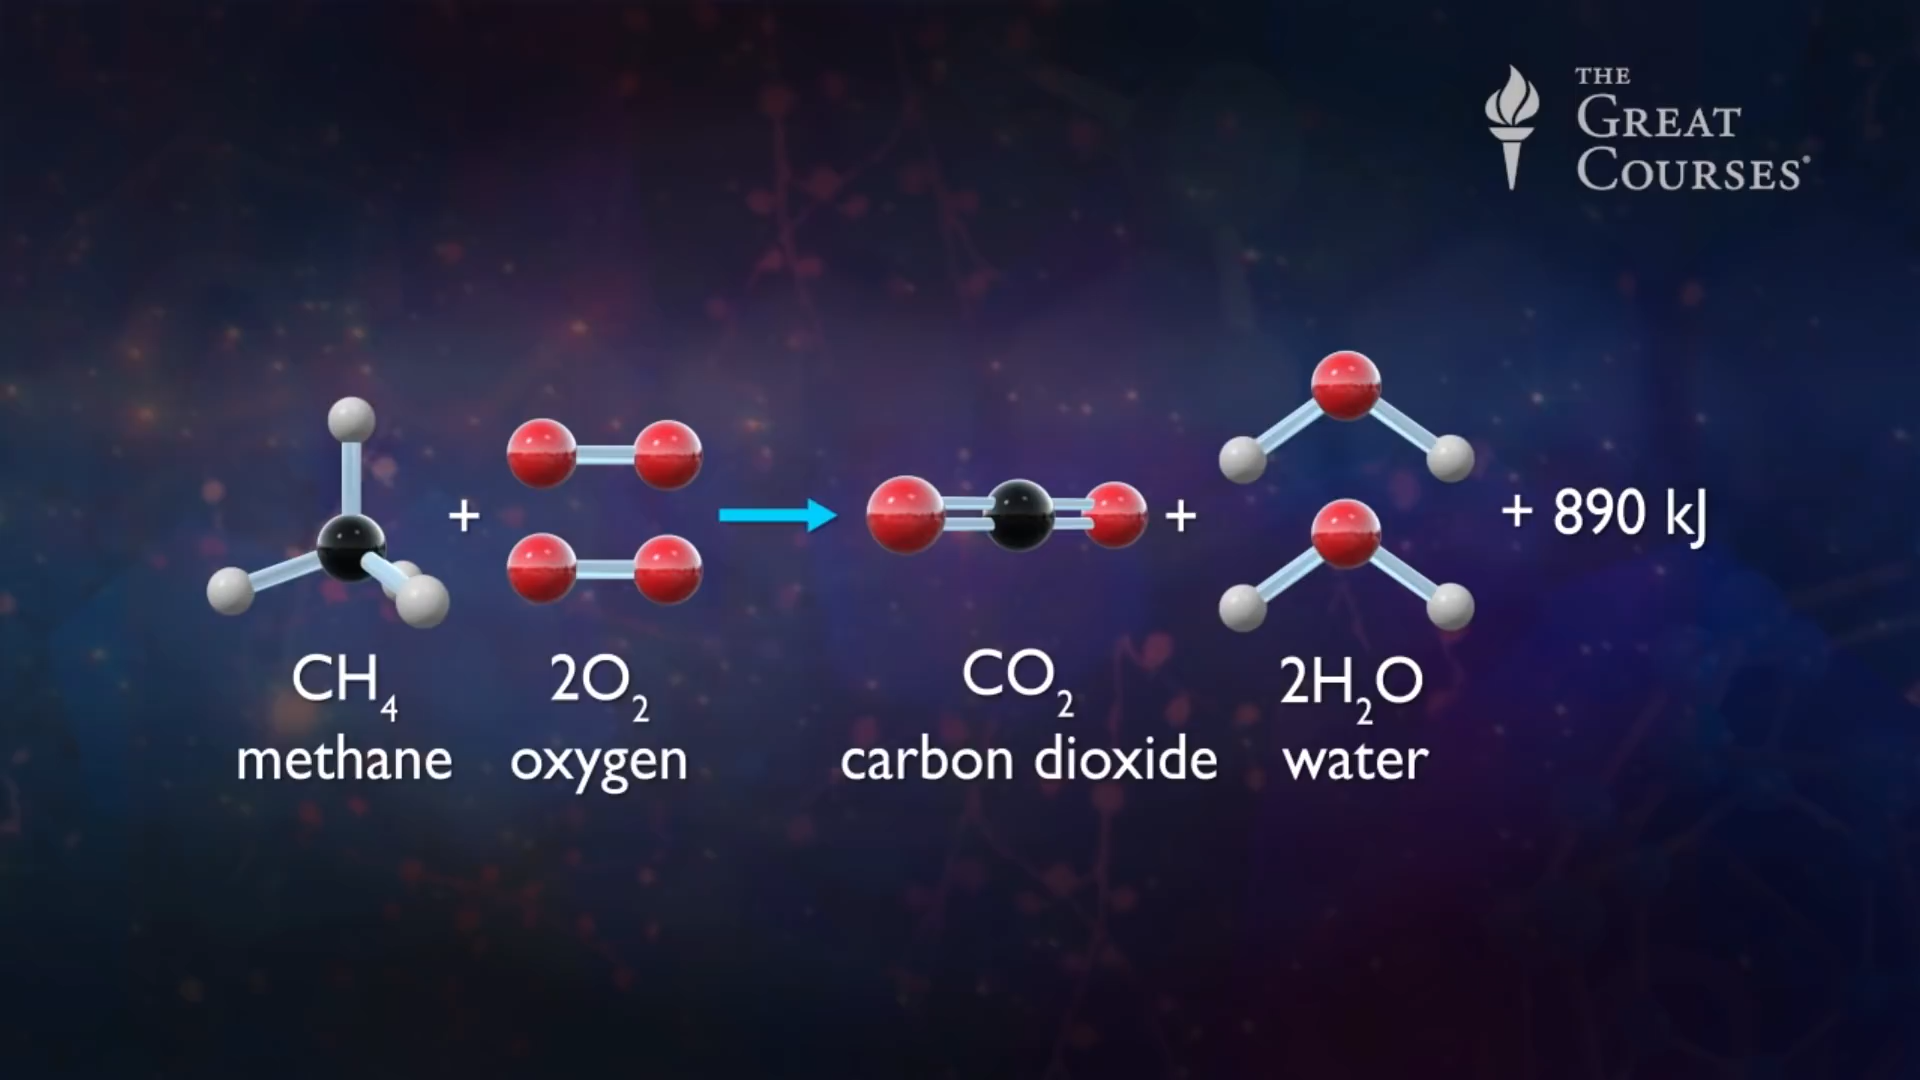 THE
GREAT
COURSES®
+ + + 890 kJ
CH₄ 2O₂ CO₂ 2H₂O
methane oxygen carbon dioxide water